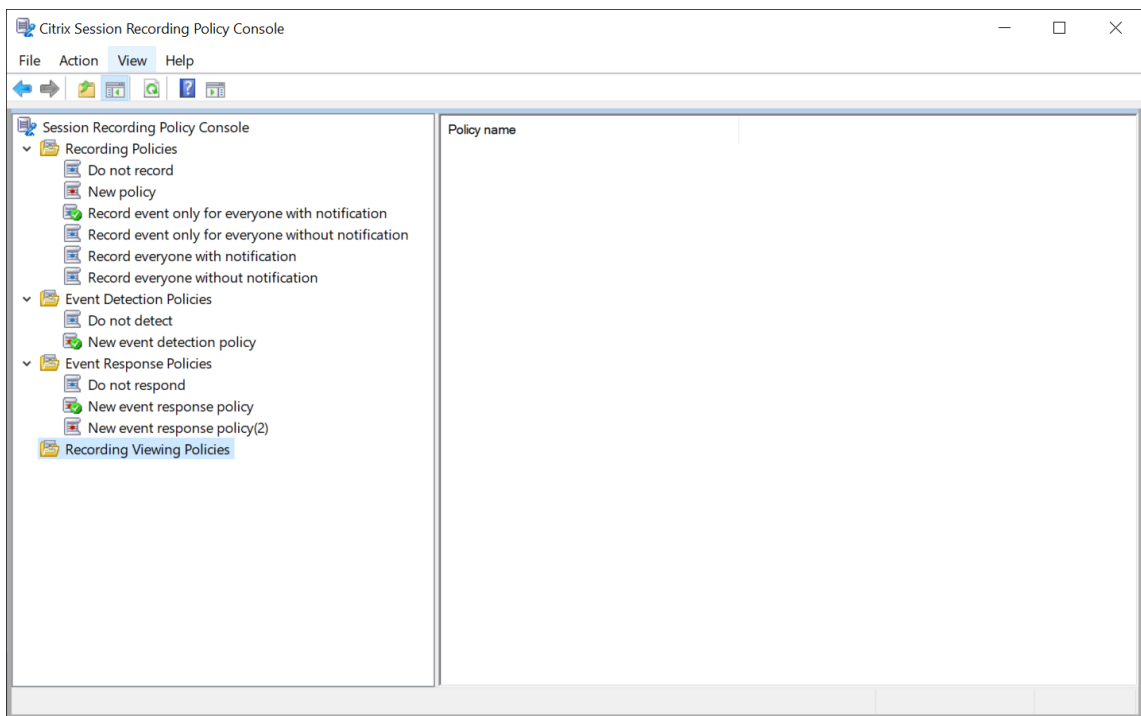 Citrix Session Recording Policy Console
File Action View Help
Session Recording Policy Console
Policy name
Recording Policies
Do not record
New policy
Record event only for everyone with notification
Record event only for everyone without notification
Record everyone with notification
Record everyone without notification
Event Detection Policies
Do not detect
New event detection policy
Event Response Policies
Do not respond
New event response policy
New event response policy(2)
Recording Viewing Policies